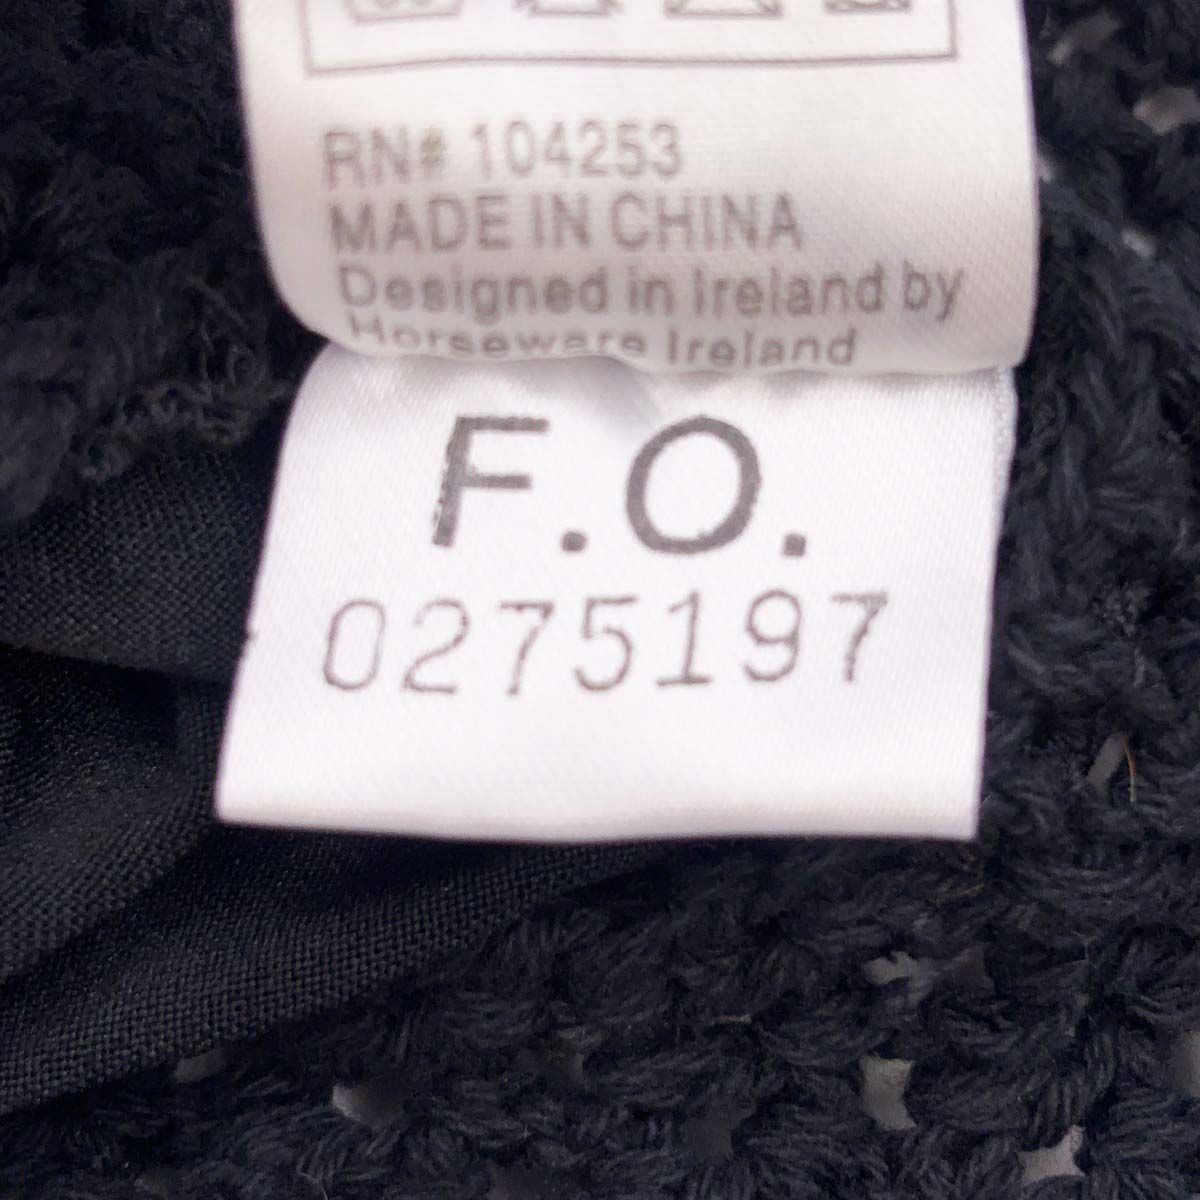 RN# 104253
MADE IN CHINA
Designed in Ireland by
Horseware Ireland
F.O.
0275197